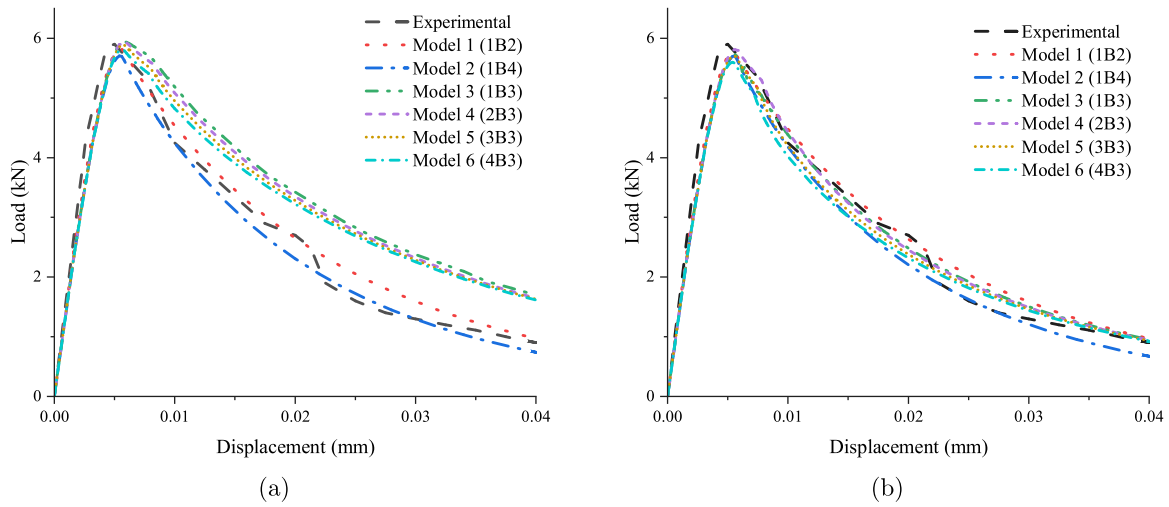 6
4
2
0
Load (kN)
Experimental
Model 1 (1B2)
Model 2 (1B4)
Model 3 (1B3)
Model 4 (2B3)
Model 5 (3B3)
Model 6 (4B3)
0.00 0.01 0.02 0.03 0.04
Displacement (mm)
(a)
6
4
2
0
Load (kN)
Experimental
Model 1 (1B2)
Model 2 (1B4)
Model 3 (1B3)
Model 4 (2B3)
Model 5 (3B3)
Model 6 (4B3)
0.00 0.01 0.02 0.03 0.04
Displacement (mm)
(b)